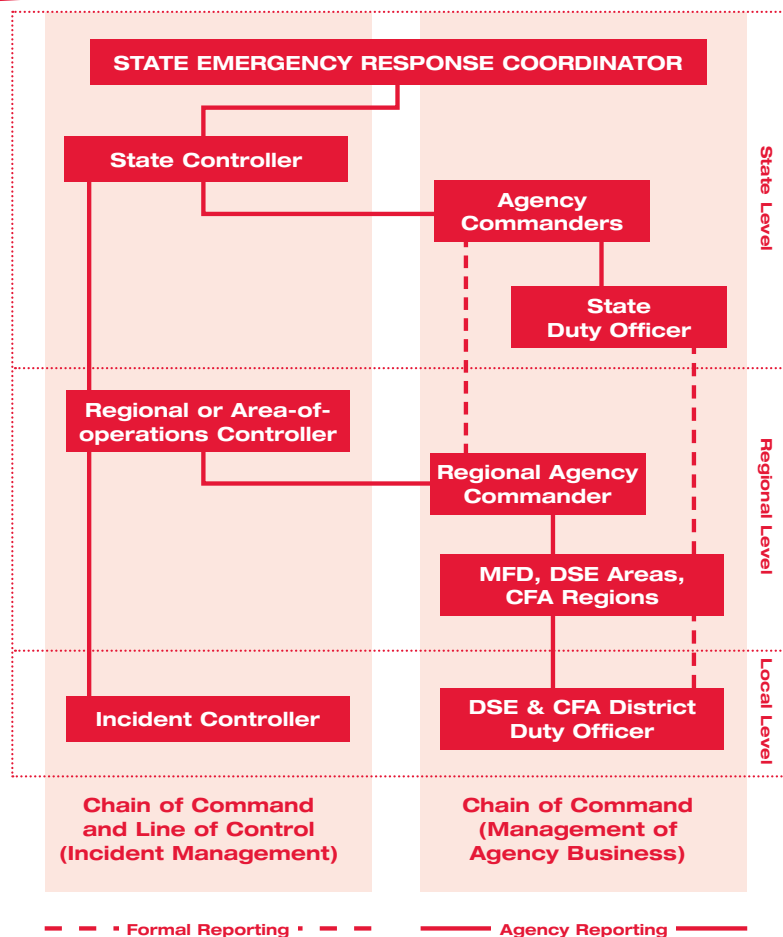 STATE EMERGENCY RESPONSE COORDINATOR
State Controller
Agency
Commanders
State
Duty Officer
State Level
Regional or Area-of-
operations Controller
Regional Agency
Commander
MFD, DSE Areas,
CFA Regions
Regional Level
Incident Controller
DSE & CFA District
Duty Officer
Local Level
Chain of Command
and Line of Control
(Incident Management)
Chain of Command
(Management of
Agency Business)
Formal Reporting
Agency Reporting